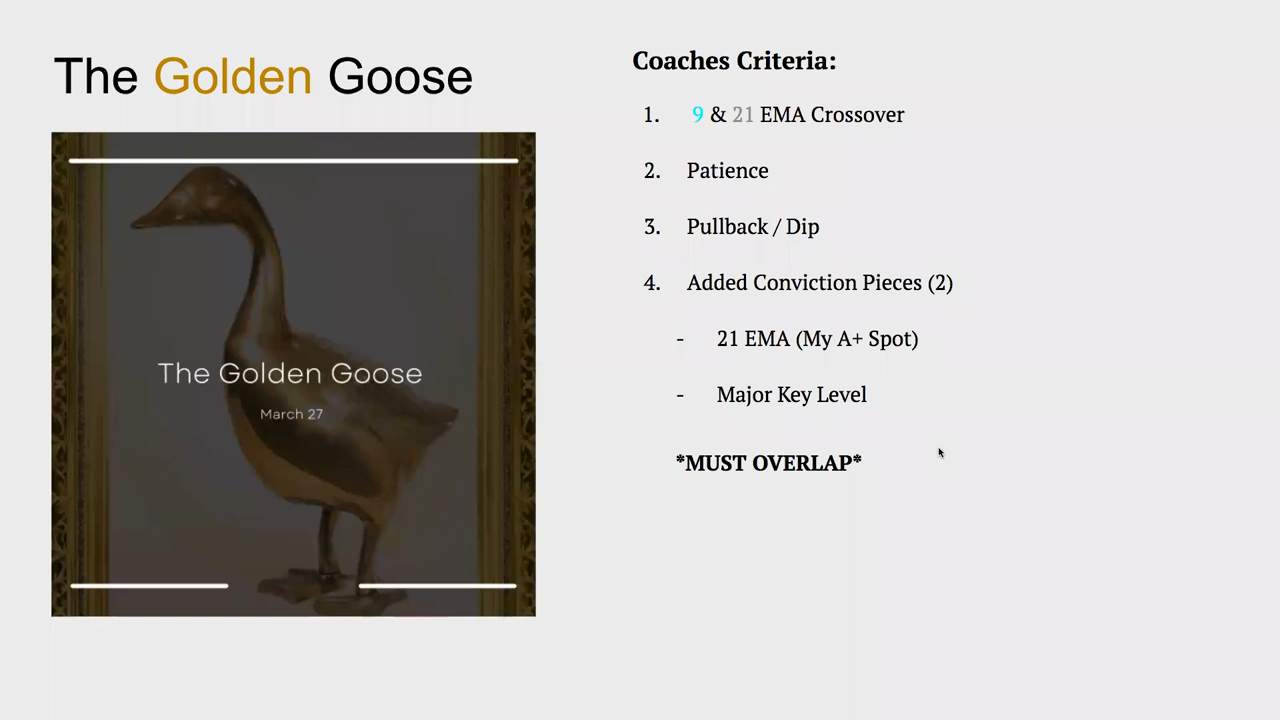 The Golden Goose
The Golden Goose
March 27
Coaches Criteria:
1. 9 & 21 EMA Crossover
2. Patience
3. Pullback / Dip
4. Added Conviction Pieces (2)
- 21 EMA (My A+ Spot)
- Major Key Level
*MUST OVERLAP*